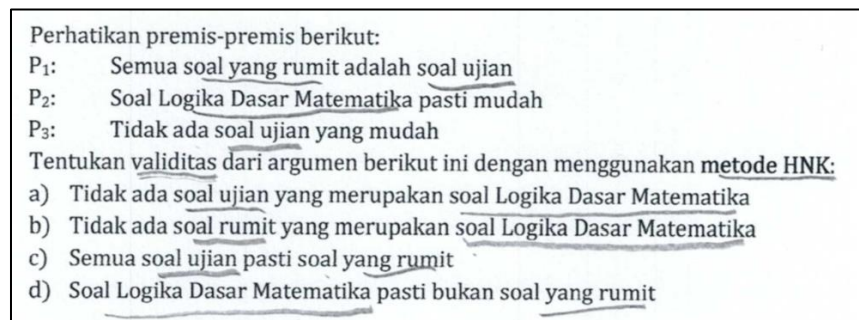 Perhatikan premis-premis berikut:
P₁: Semua soal yang rumit adalah soal ujian
P₂: Soal Logika Dasar Matematika pasti mudah
P₃: Tidak ada soal ujian yang mudah
Tentukan validitas dari argumen berikut ini dengan menggunakan metode HNK:
a) Tidak ada soal ujian yang merupakan soal Logika Dasar Matematika
b) Tidak ada soal rumit yang merupakan soal Logika Dasar Matematika
c) Semua soal ujian pasti soal yang rumit
d) Soal Logika Dasar Matematika pasti bukan soal yang rumit